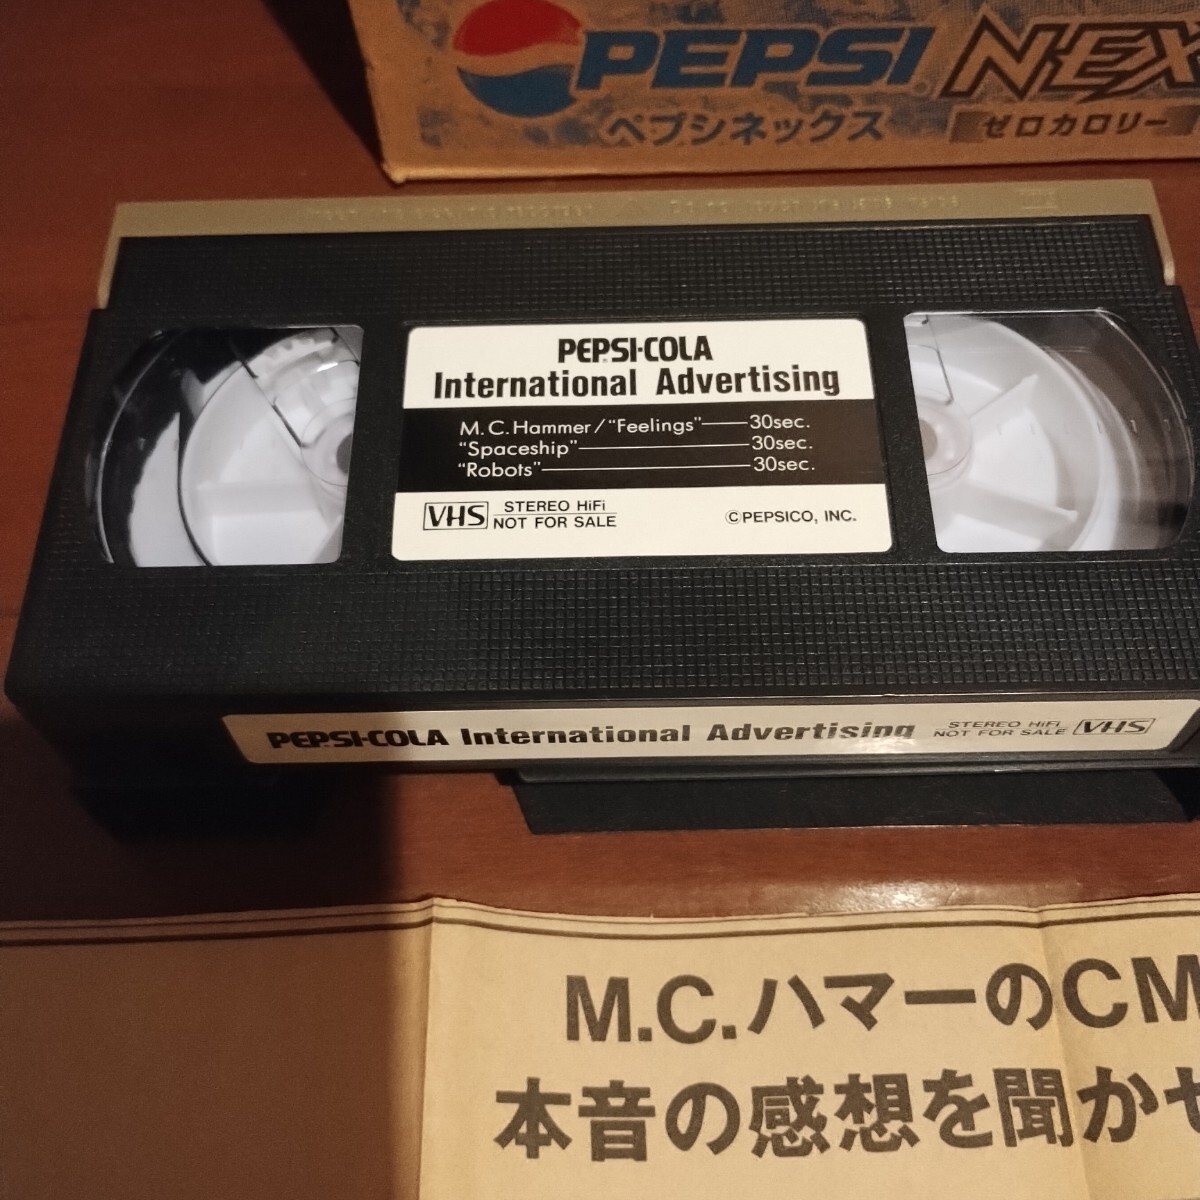 PEPSI NEX
ペプシネックス ゼロカロリー
PEPSI-COLA
International Advertising
M.C. Hammer/"Feelings"——30sec.
"Spaceship"——30sec.
"Robots"——30sec.
VHS STEREO HiFi
NOT FOR SALE
©PEPSICO, INC.
PEPSI-COLA International Advertising STEREO HiFi
NOT FOR SALE VHS
M.C.ハマーのCM
本音の感想を聞かせ